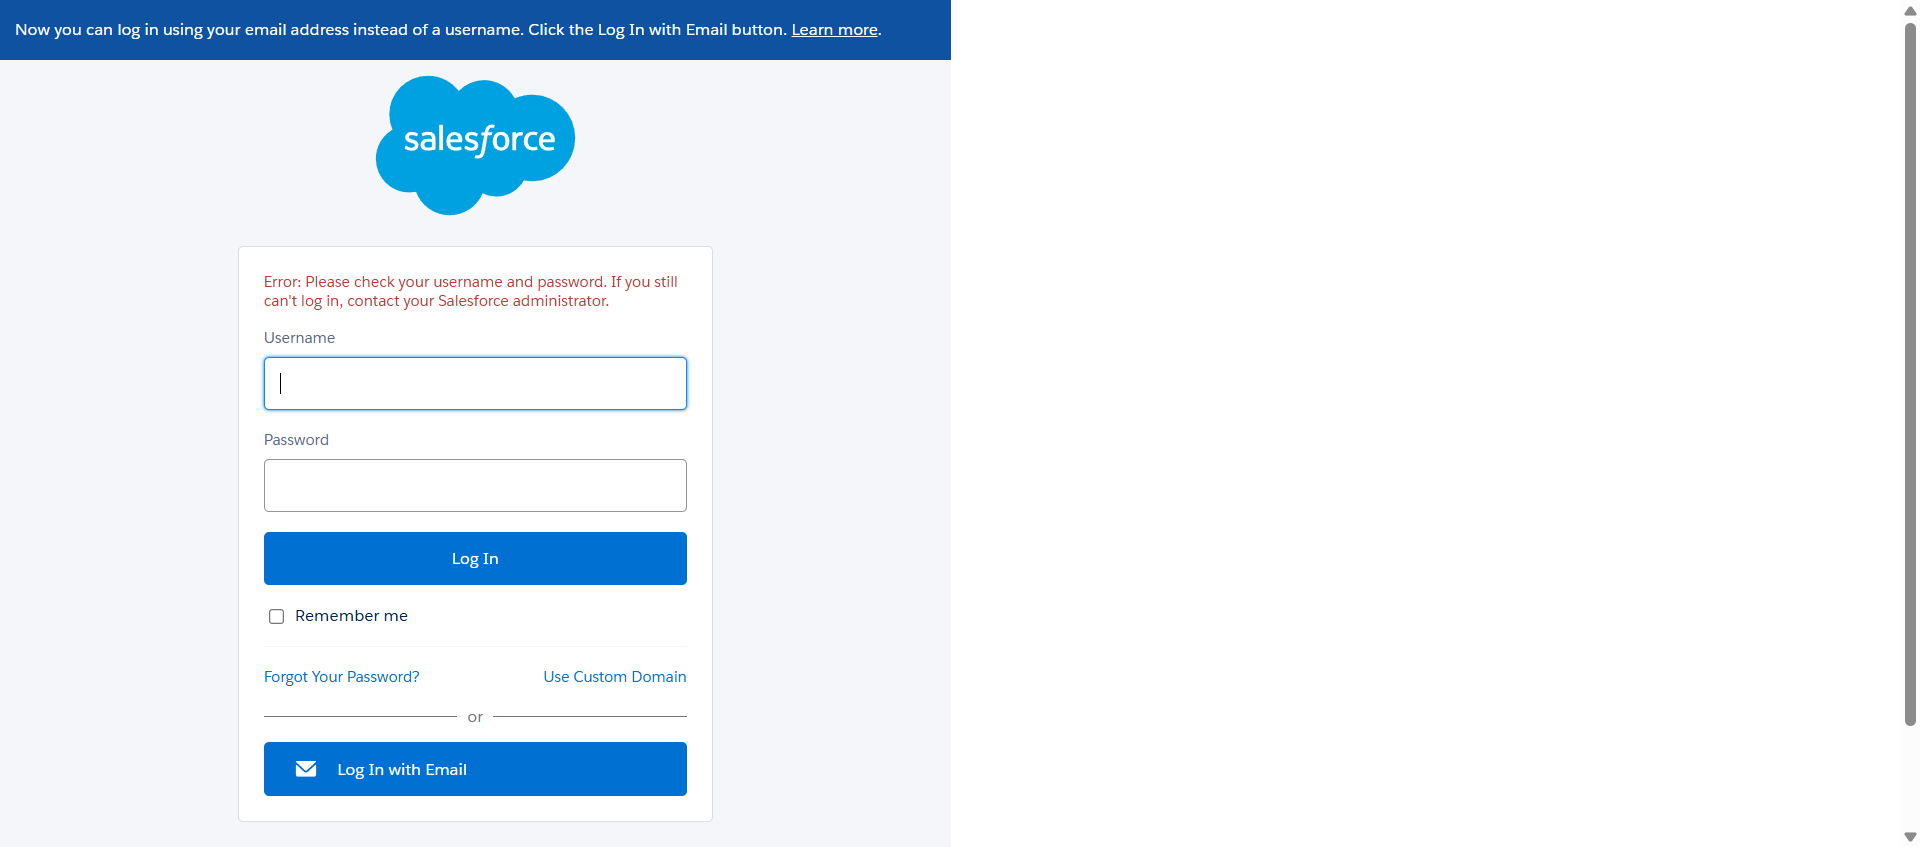 Now you can log in using your email address instead of a username. Click the Log In with Email button. Learn more.
salesforce
Error: Please check your username and password. If you still
can't log in, contact your Salesforce administrator.
Username
Password
Log In
Remember me
Forgot Your Password? Use Custom Domain
or
Log In with Email